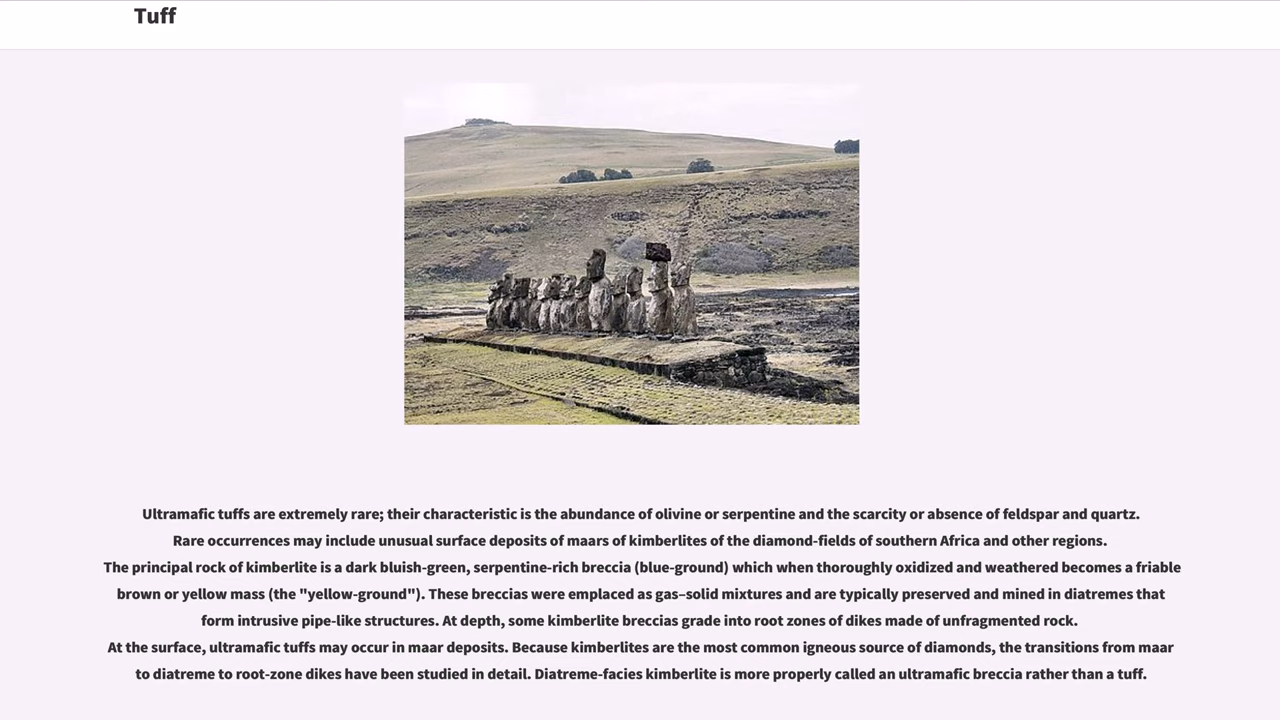 Tuff
Ultramafic tuffs are extremely rare; their characteristic is the abundance of olivine or serpentine and the scarcity or absence of feldspar and quartz.
Rare occurrences may include unusual surface deposits of maars of kimberlites of the diamond-fields of southern Africa and other regions.
The principal rock of kimberlite is a dark bluish-green, serpentine-rich breccia (blue-ground) which when thoroughly oxidized and weathered becomes a friable
brown or yellow mass (the "yellow-ground"). These breccias were emplaced as gas–solid mixtures and are typically preserved and mined in diatremes that
form intrusive pipe-like structures. At depth, some kimberlite breccias grade into root zones of dikes made of unfragmented rock.
At the surface, ultramafic tuffs may occur in maar deposits. Because kimberlites are the most common igneous source of diamonds, the transitions from maar
to diatreme to root-zone dikes have been studied in detail. Diatreme-facies kimberlite is more properly called an ultramafic breccia rather than a tuff.